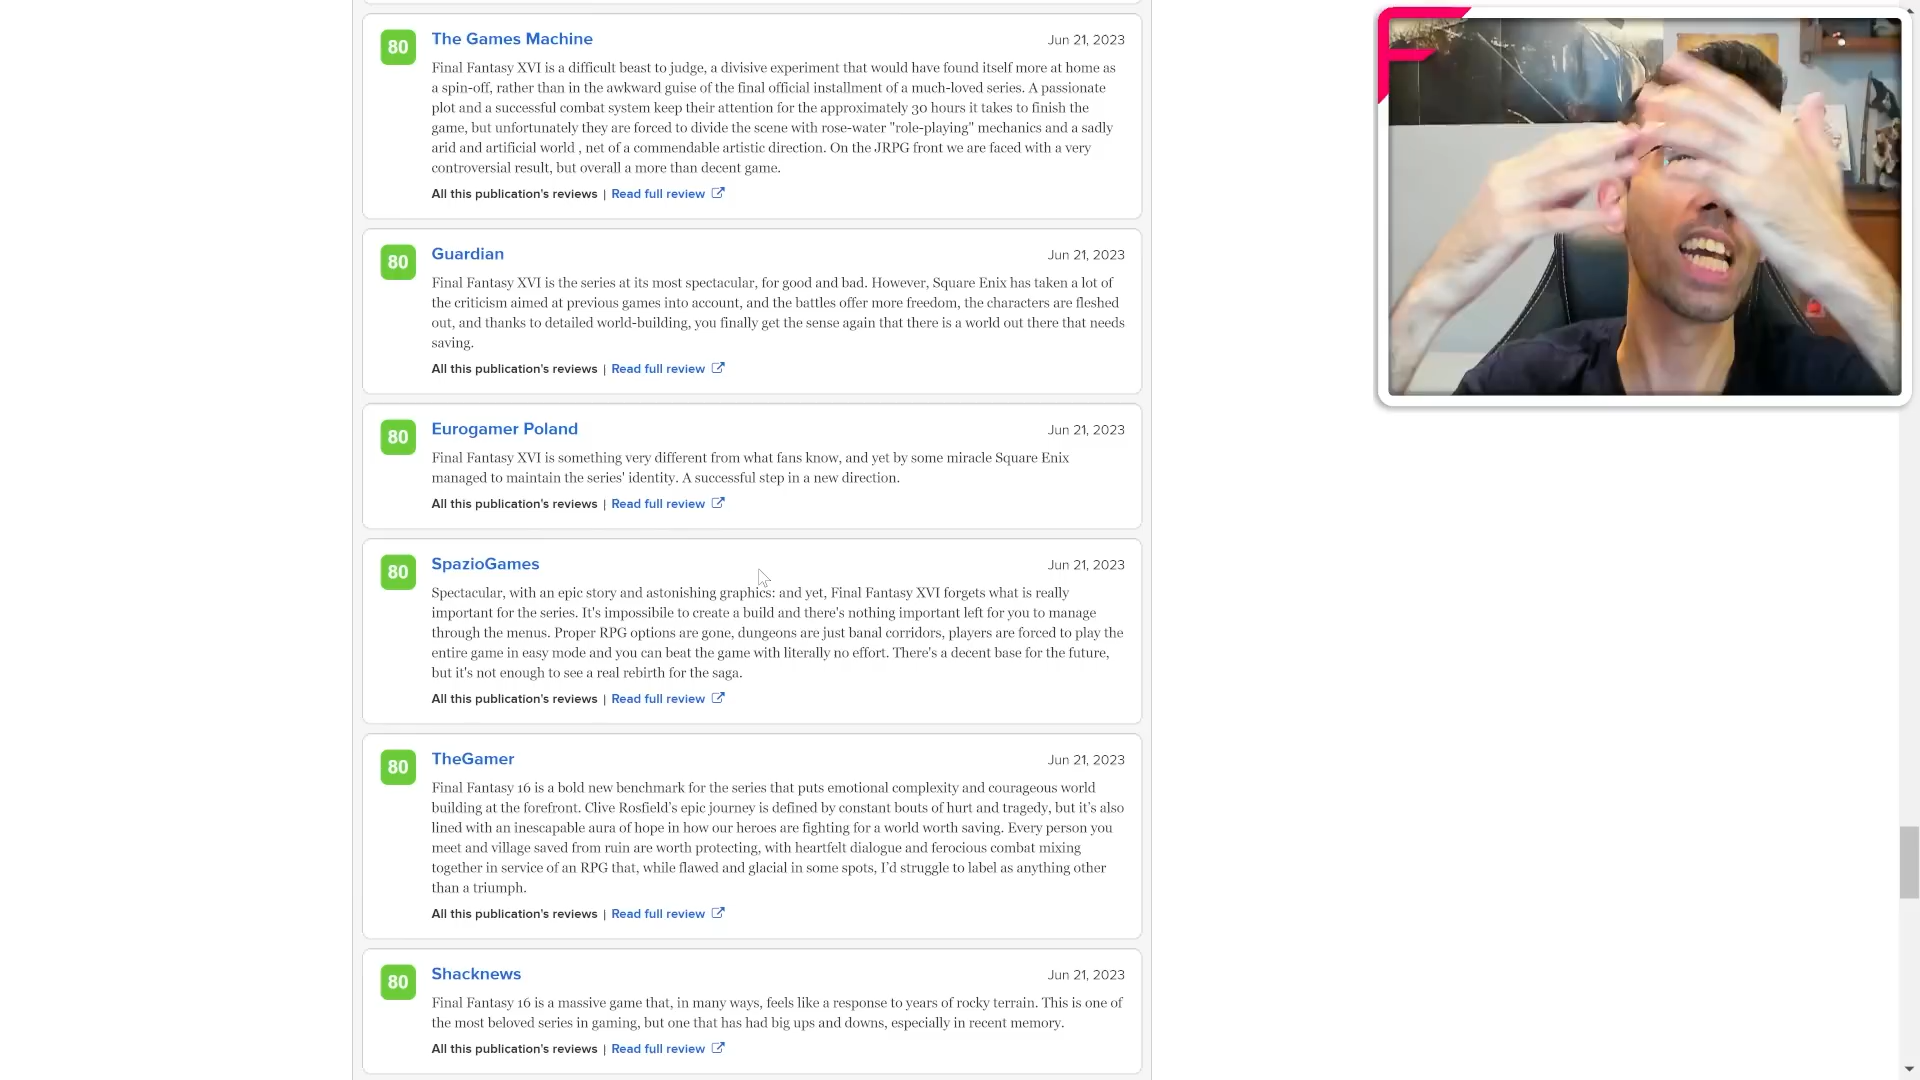 80
The Games Machine
Jun 21, 2023
Final Fantasy XVI is a difficult beast to judge, a divisive experiment that would have found itself more at home as
a spin-off, rather than in the awkward guise of the final official installment of a much-loved series. A passionate
plot and a successful combat system keep their attention for the approximately 30 hours it takes to finish the
game, but unfortunately they are forced to divide the scene with rose-water "role-playing" mechanics and a sadly
arid and artificial world , net of a commendable artistic direction. On the JRPG front we are faced with a very
controversial result, but overall a more than decent game.
All this publication's reviews | Read full review
80
Guardian
Jun 21, 2023
Final Fantasy XVI is the series at its most spectacular, for good and bad. However, Square Enix has taken a lot of
the criticism aimed at previous games into account, and the battles offer more freedom, the characters are fleshed
out, and thanks to detailed world-building, you finally get the sense again that there is a world out there that needs
saving.
All this publication's reviews | Read full review
80
Eurogamer Poland
Jun 21, 2023
Final Fantasy XVI is something very different from what fans know, and yet by some miracle Square Enix
managed to maintain the series' identity. A successful step in a new direction.
All this publication's reviews | Read full review
80
SpazioGames
Jun 21, 2023
Spectacular, with an epic story and astonishing graphics: and yet, Final Fantasy XVI forgets what is really
important for the series. It's impossibile to create a build and there's nothing important left for you to manage
through the menus. Proper RPG options are gone, dungeons are just banal corridors, players are forced to play the
entire game in easy mode and you can beat the game with literally no effort. There's a decent base for the future,
but it's not enough to see a real rebirth for the saga.
All this publication's reviews | Read full review
80
TheGamer
Jun 21, 2023
Final Fantasy 16 is a bold new benchmark for the series that puts emotional complexity and courageous world
building at the forefront. Clive Rosfield’s epic journey is defined by constant bouts of hurt and tragedy, but it’s also
lined with an inescapable aura of hope in how our heroes are fighting for a world worth saving. Every person you
meet and village saved from ruin are worth protecting, with heartfelt dialogue and ferocious combat mixing
together in service of an RPG that, while flawed and glacial in some spots, I’d struggle to label as anything other
than a triumph.
All this publication's reviews | Read full review
80
Shacknews
Jun 21, 2023
Final Fantasy 16 is a massive game that, in many ways, feels like a response to years of rocky terrain. This is one of
the most beloved series in gaming, but one that has had big ups and downs, especially in recent memory.
All this publication's reviews | Read full review